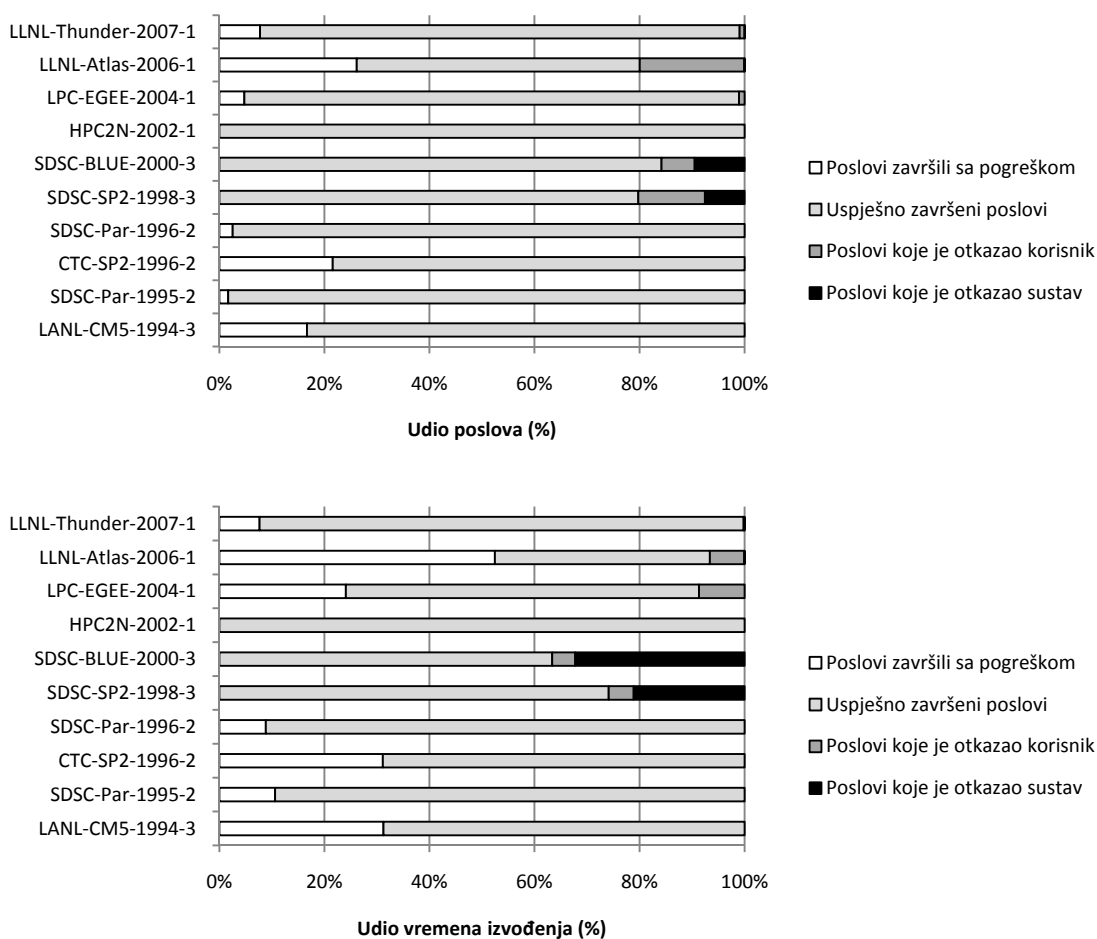 LLNL-Thunder-2007-1
LLNL-Atlas-2006-1
LPC-EGEE-2004-1
HPC2N-2002-1
SDSC-BLUE-2000-3
SDSC-SP2-1998-3
SDSC-Par-1996-2
CTC-SP2-1996-2
SDSC-Par-1995-2
LANL-CM5-1994-3
0% 20% 40% 60% 80% 100%
Udio poslova (%)
Poslovi završili sa pogreškom
Uspješno završeni poslovi
Poslovi koje je otkazao korisnik
Poslovi koje je otkazao sustav
LLNL-Thunder-2007-1
LLNL-Atlas-2006-1
LPC-EGEE-2004-1
HPC2N-2002-1
SDSC-BLUE-2000-3
SDSC-SP2-1998-3
SDSC-Par-1996-2
CTC-SP2-1996-2
SDSC-Par-1995-2
LANL-CM5-1994-3
0% 20% 40% 60% 80% 100%
Udio vremena izvođenja (%)
Poslovi završili sa pogreškom
Uspješno završeni poslovi
Poslovi koje je otkazao korisnik
Poslovi koje je otkazao sustav